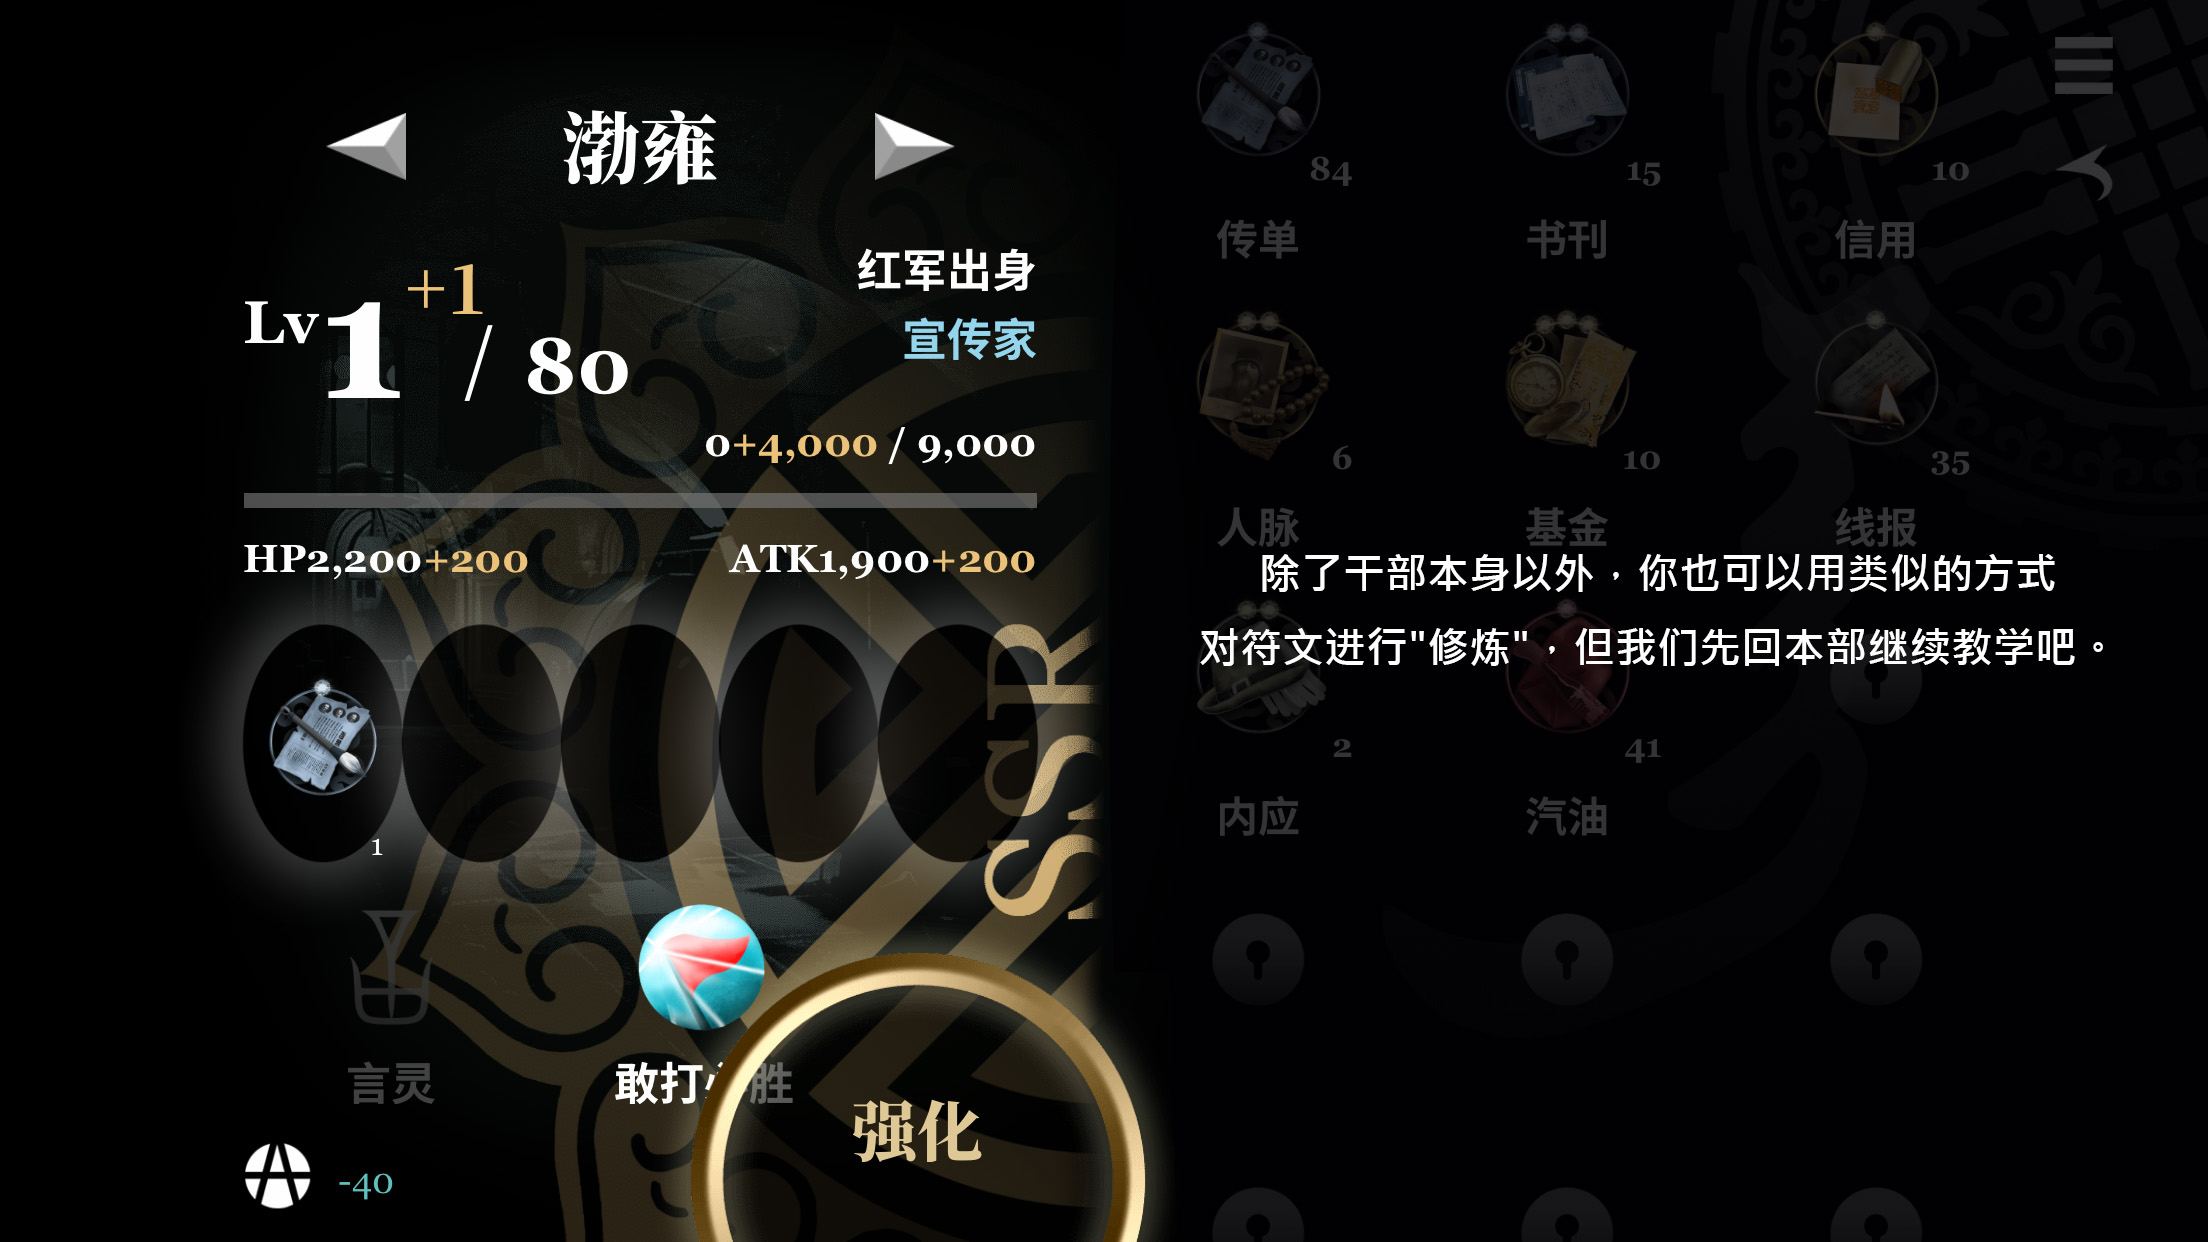 渤雍
Lv1+1 / 80
红军出身
宣传家
0+4,000 / 9,000
HP2,200+200
ATK1,900+200
1
SSR
言灵
敢打必胜
强化
-40
84
15
10
传单
书刊
信用
6
10
35
人脉
基金
线报
除了干部本身以外，你也可以用类似的方式
对符文进行"修炼"，但我们先回本部继续教学吧。
2
41
内应
汽油